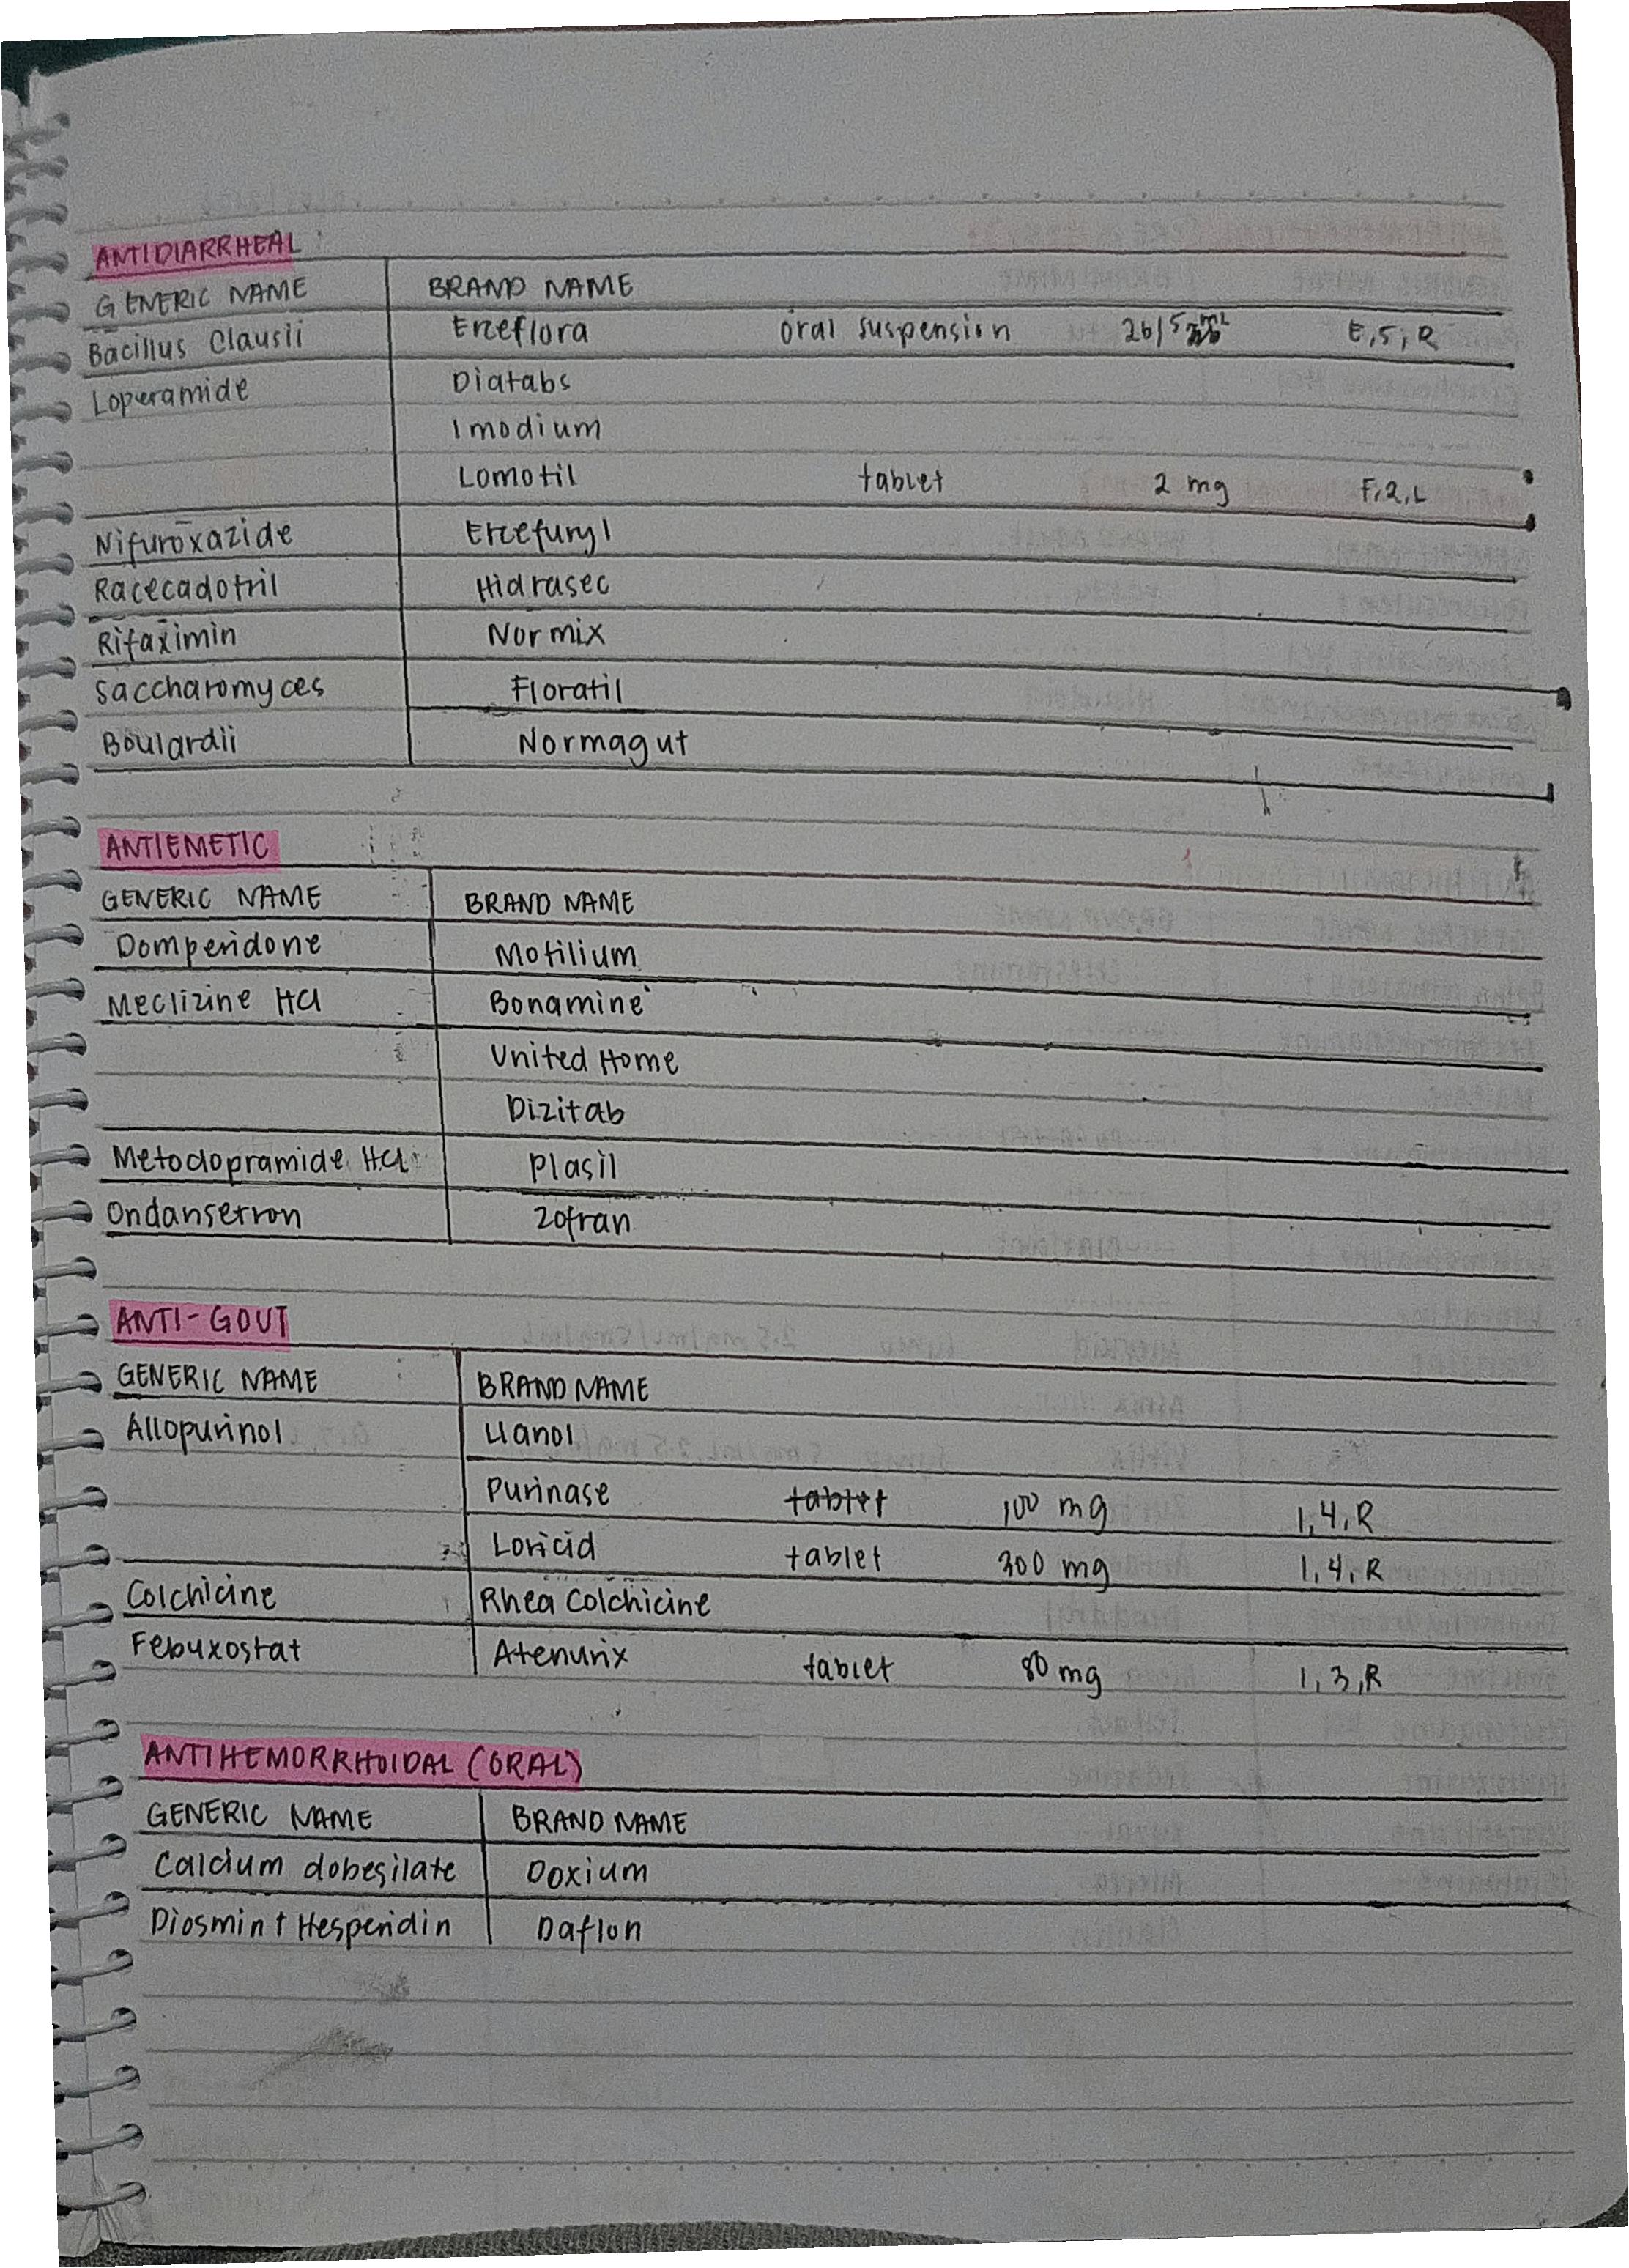 ANTIDIARRHEAL :
GENERIC NAME BRAND NAME
Bacillus Clausii Erceflora oral suspension E, 5, R
Loperamide Diatabs
Imodium
Lomotil tablet 2 mg F, 2, L
Nifuroxazide Ercefuryl
Racecadotril Hidrasec
Rifaximin Normix
Saccharomyces Floratil
Boulardii Normagut
ANTIEMETIC
GENERIC NAME BRAND NAME
Domperidone Motilium
Meclizine HCl Bonamine
United Home
Dizitab
Metoclopramide HCl Plasil
Ondansetron Zofran
ANTI-GOUT
GENERIC NAME BRAND NAME
Allopurinol Llanol
Purinase tablet 100 mg 1, 4, R
Loricid tablet 300 mg 1, 4, R
Colchicine Rhea Colchicine
Febuxostat Atenurix tablet 80 mg 1, 3, R
ANTIHEMORRHOIDAL (ORAL)
GENERIC NAME BRAND NAME
Calcium dobesilate Doxium
Diosmin + Hesperidin Daflon